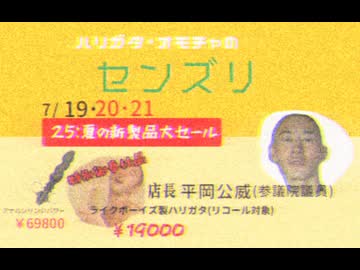 ハリガタ・オモチャの
センズリ
7/19・20・21
25:夏の新製品大セール
店長 平岡公威(参議院議員)
ライクボーイズ製ハリガタ(リコール対象)
￥69800
￥19000